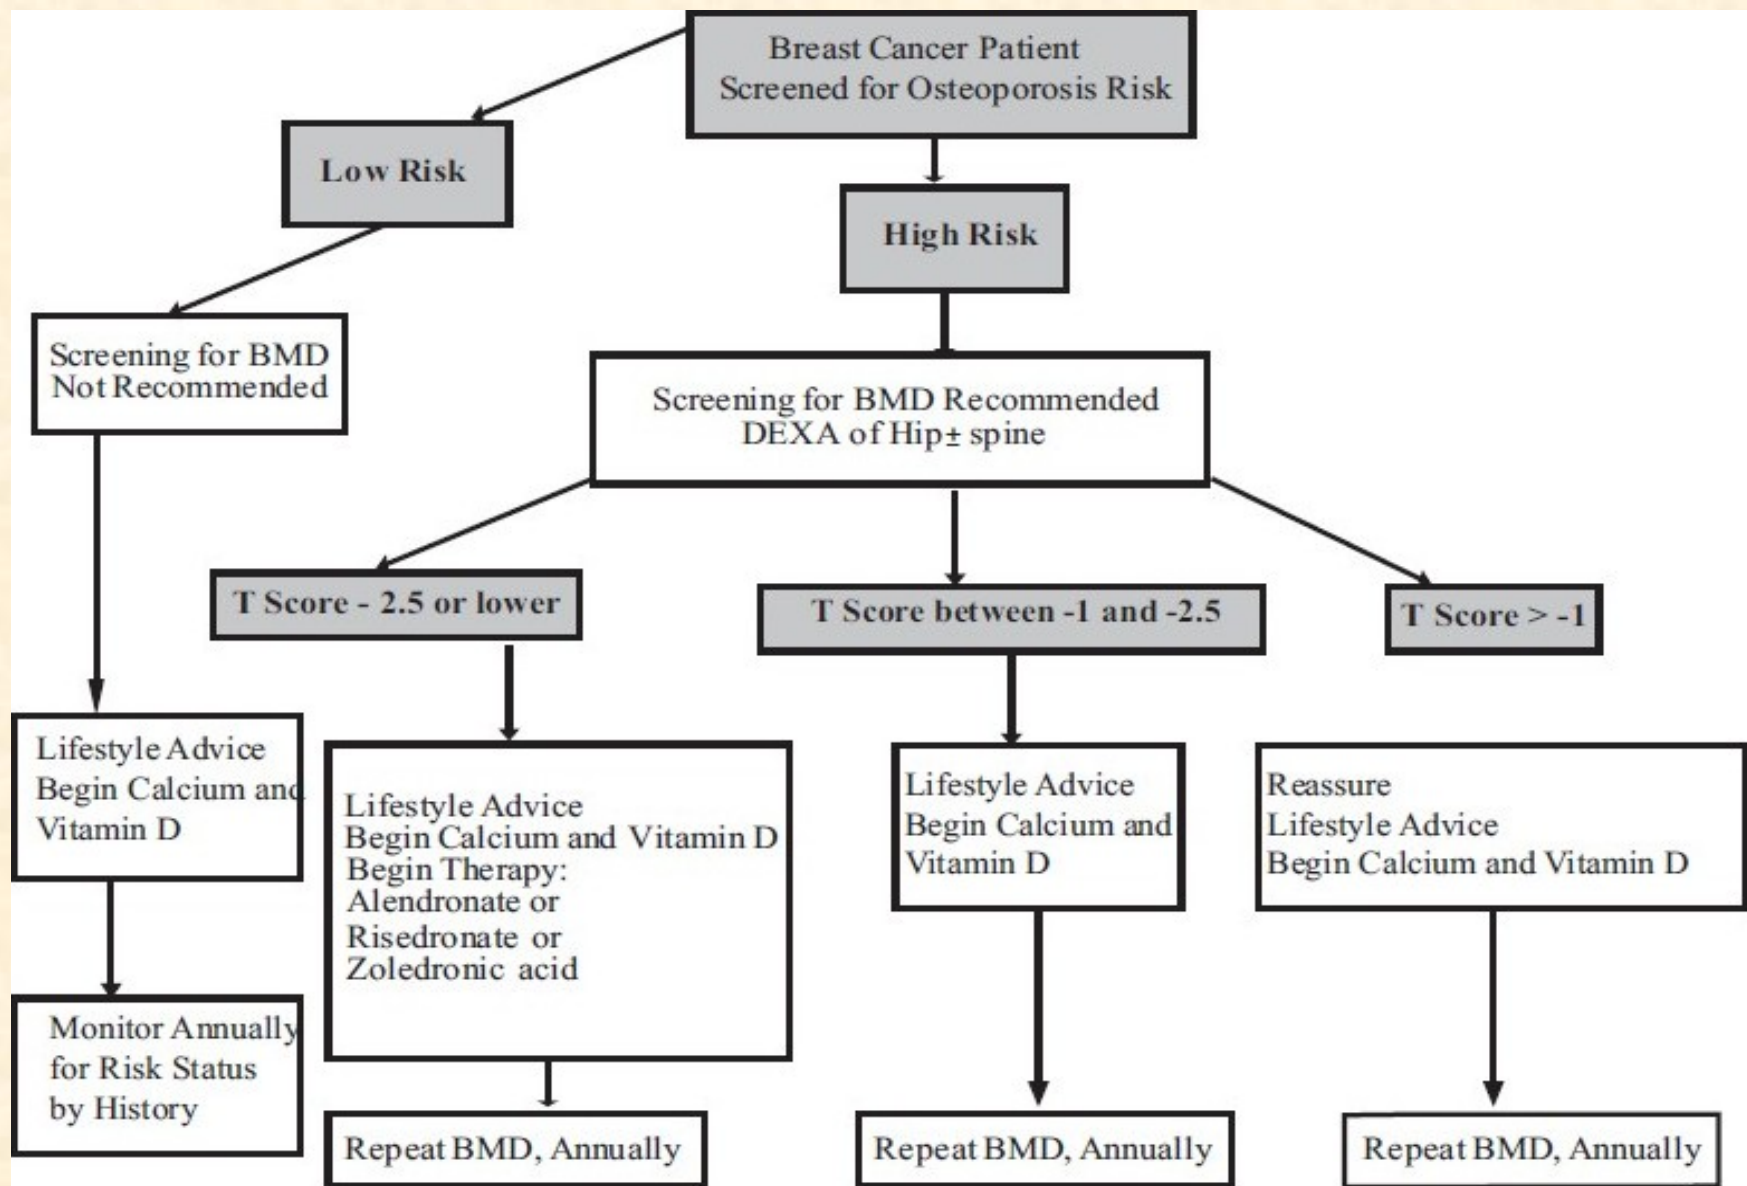 Breast Cancer Patient
Screened for Osteoporosis Risk
Low Risk
High Risk
Screening for BMD
Not Recommended
Screening for BMD Recommended
DEXA of Hip± spine
T Score - 2.5 or lower
T Score between -1 and -2.5
T Score > -1
Lifestyle Advice
Begin Calcium and
Vitamin D
Lifestyle Advice
Begin Calcium and Vitamin D
Begin Therapy:
Alendronate or
Risedronate or
Zoledronic acid
Lifestyle Advice
Begin Calcium and
Vitamin D
Reassure
Lifestyle Advice
Begin Calcium and Vitamin D
Monitor Annually
for Risk Status
by History
Repeat BMD, Annually
Repeat BMD, Annually
Repeat BMD, Annually